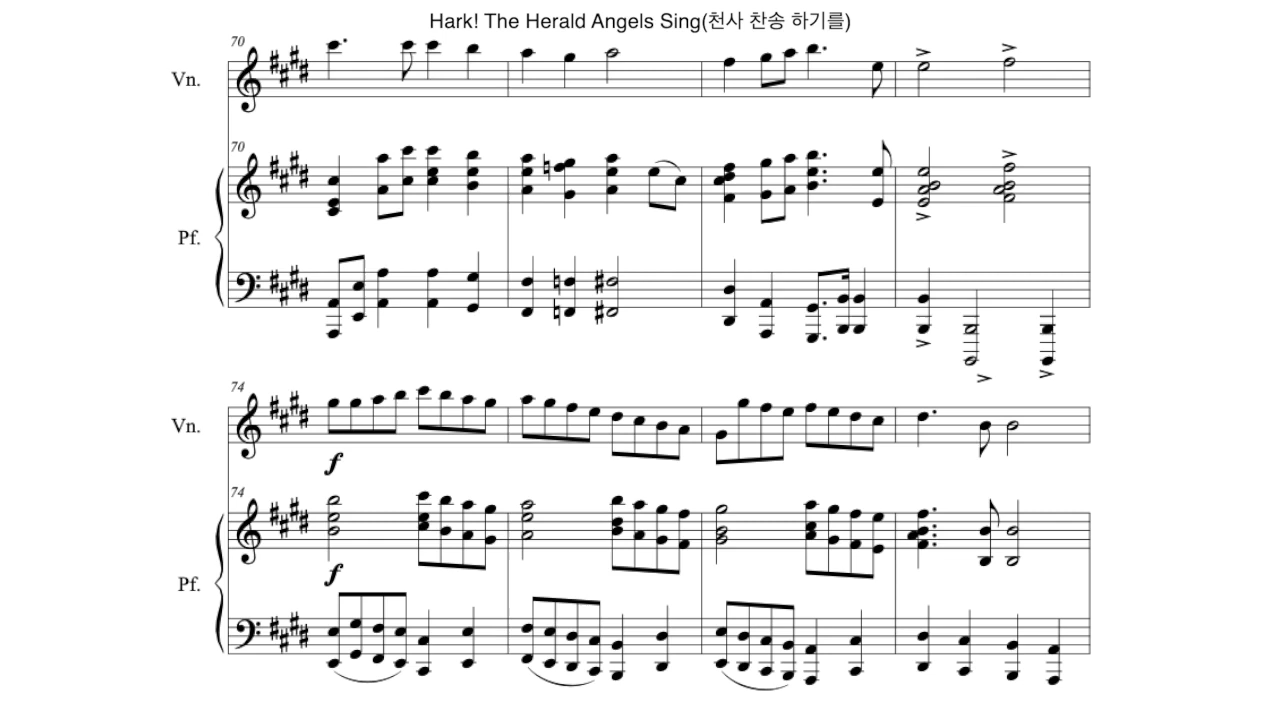 Hark! The Herald Angels Sing(천사 찬송 하기를)
70
Vn.
70
Pf.
74
Vn.
f
74
f
Pf.